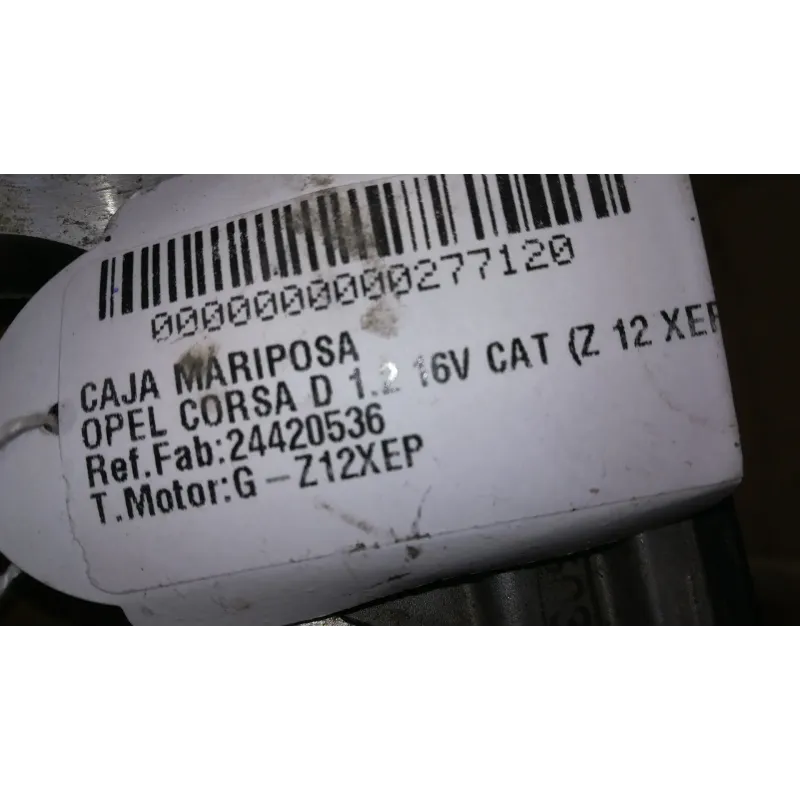 0000000000277120
CAJA MARIPOSA
OPEL CORSA D 1.2 16V CAT (Z 12 XEP
Ref.Fab:24420536
T.Motor:G - Z12XEP